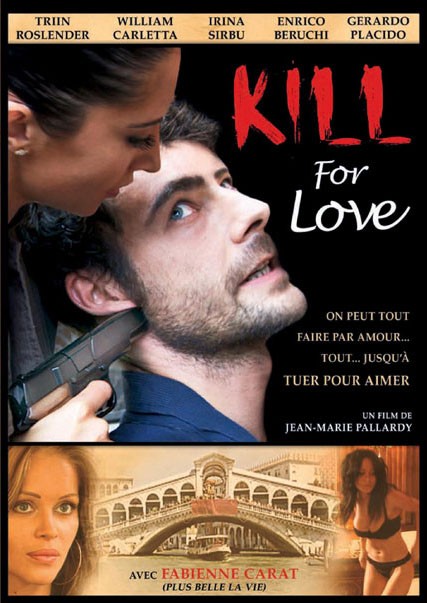 TRIIN WILLIAM IRINA ENRICO GERARDO
ROSLENDER CARLETTA SIRBU BERUCHI PLACIDO
KILL
For
Love
ON PEUT TOUT
FAIRE PAR AMOUR...
TOUT... JUSQU'À
TUER POUR AIMER
UN FILM DE
JEAN-MARIE PALLARDY
AVEC FABIENNE CARAT
(PLUS BELLE LA VIE)